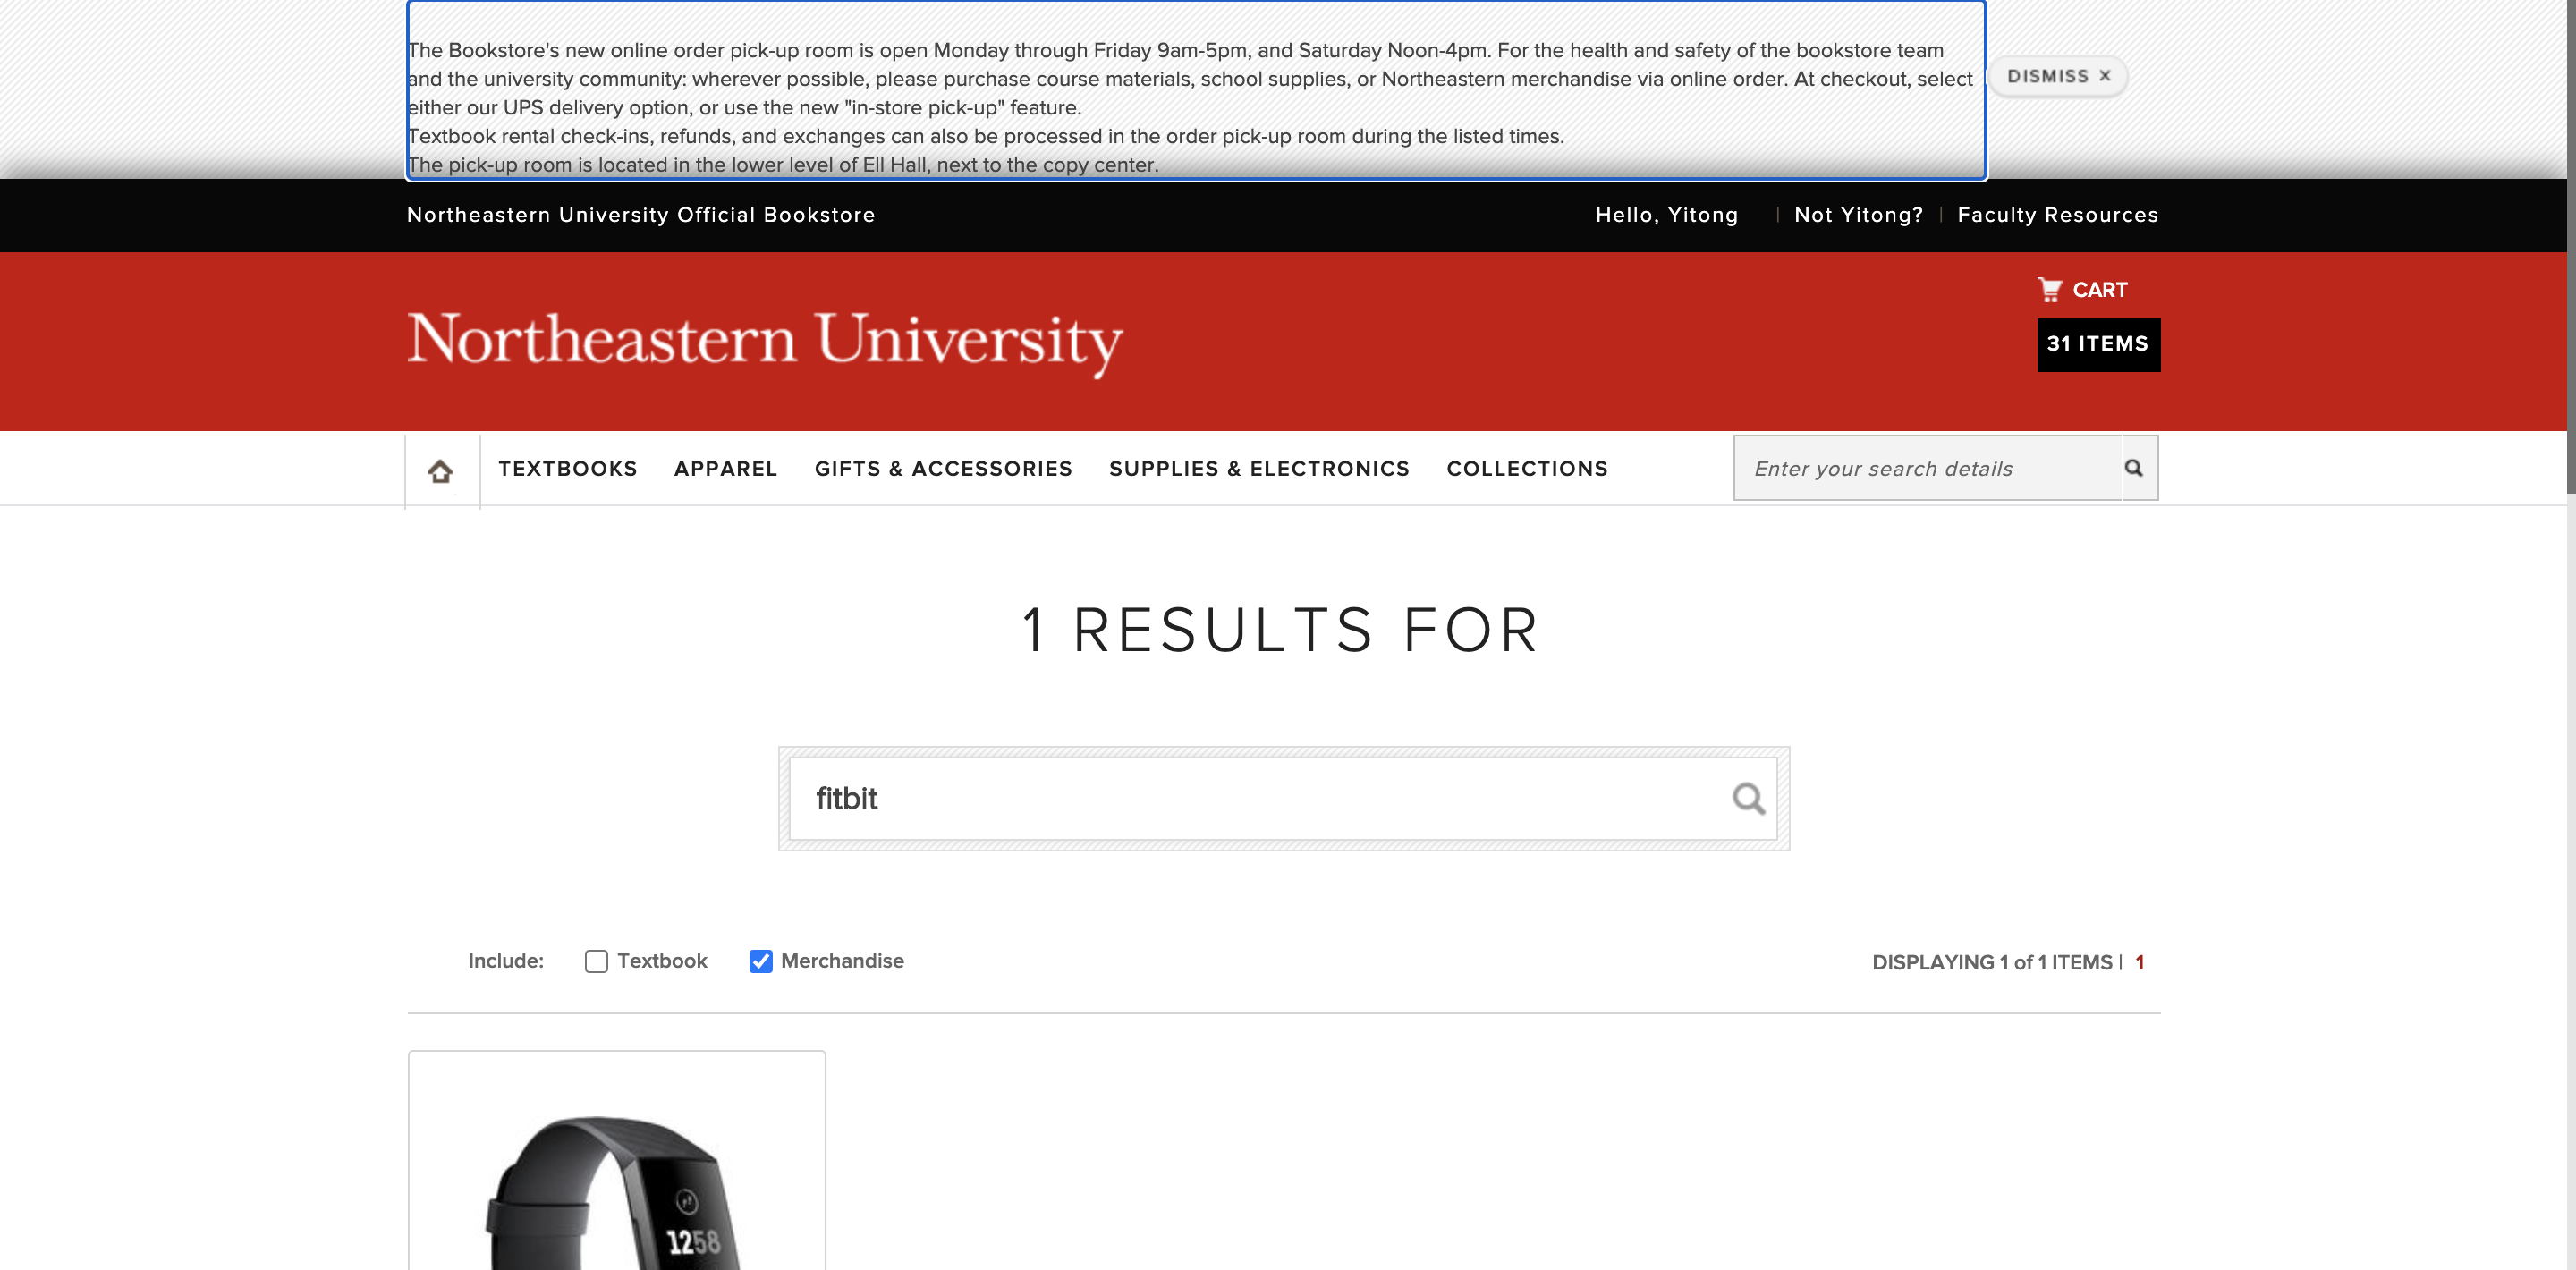 The Bookstore's new online order pick-up room is open Monday through Friday 9am-5pm, and Saturday Noon-4pm. For the health and safety of the bookstore team
and the university community: wherever possible, please purchase course materials, school supplies, or Northeastern merchandise via online order. At checkout, select
either our UPS delivery option, or use the new "in-store pick-up" feature.
Textbook rental check-ins, refunds, and exchanges can also be processed in the order pick-up room during the listed times.
The pick-up room is located in the lower level of Ell Hall, next to the copy center.
DISMISS ×
Northeastern University Official Bookstore
Hello, Yitong | Not Yitong? | Faculty Resources
CART
Northeastern University
31 ITEMS
TEXTBOOKS APPAREL GIFTS & ACCESSORIES SUPPLIES & ELECTRONICS COLLECTIONS
Enter your search details
1 RESULTS FOR
fitbit
Include: Textbook Merchandise
DISPLAYING 1 of 1 ITEMS | 1
1258